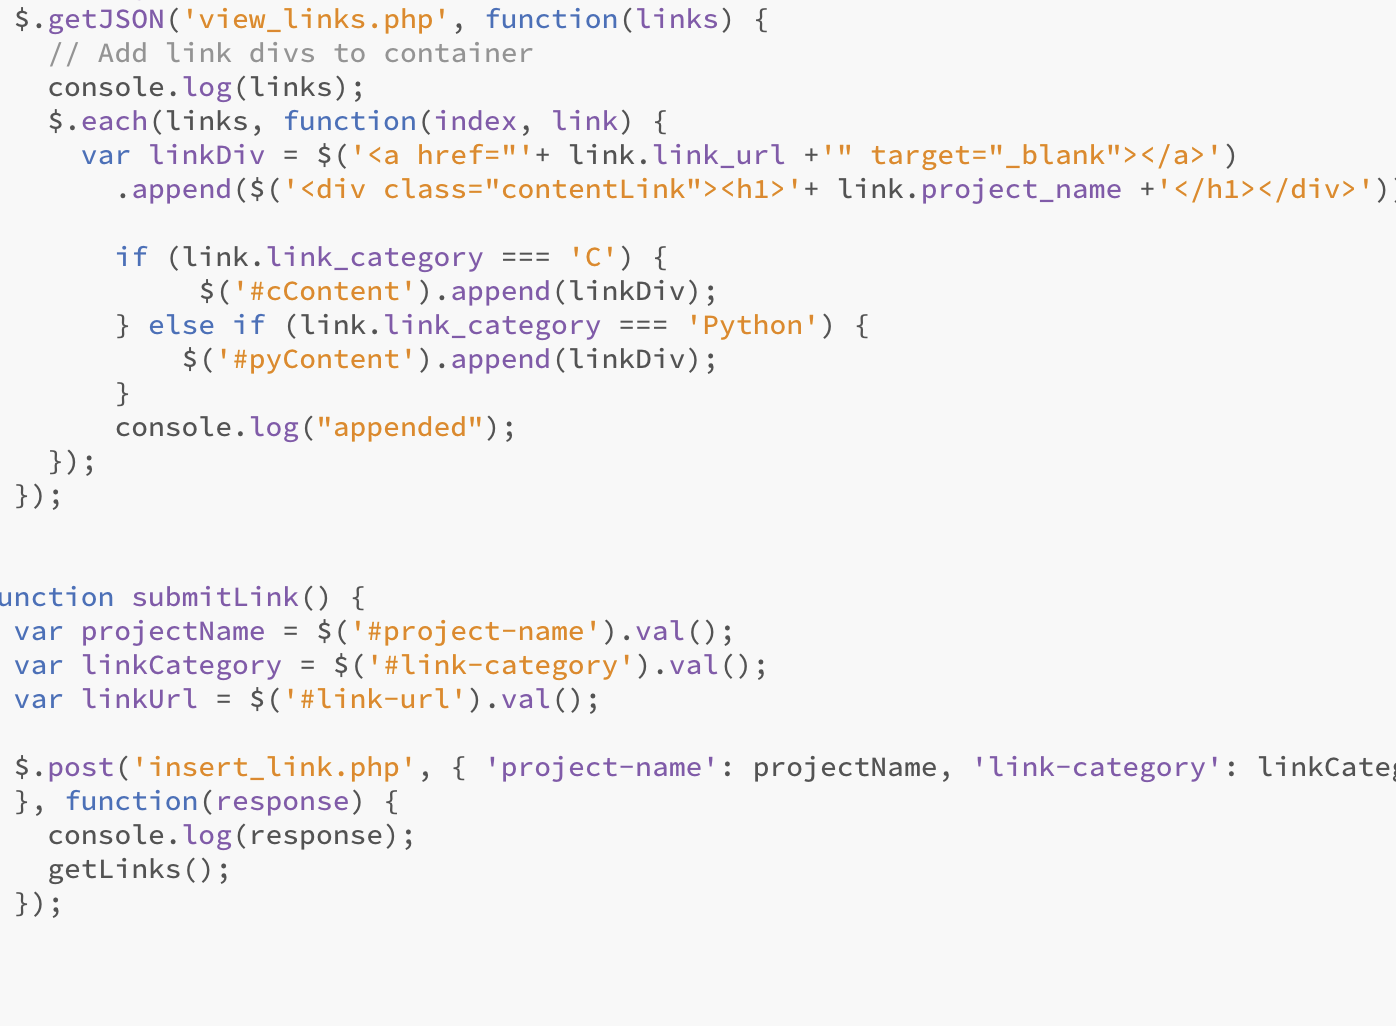 $.getJSON('view_links.php', function(links) {
// Add link divs to container
console.log(links);
$.each(links, function(index, link) {
var linkDiv = $('<a href="'+ link.link_url +'" target="_blank"></a>')
.append($('<div class="contentLink"><h1>'+ link.project_name +'</h1></div>'))
if (link.link_category === 'C') {
$('#cContent').append(linkDiv);
} else if (link.link_category === 'Python') {
$('#pyContent').append(linkDiv);
}
console.log("appended");
});
});
unction submitLink() {
var projectName = $('#project-name').val();
var linkCategory = $('#link-category').val();
var linkUrl = $('#link-url').val();
$.post('insert_link.php', { 'project-name': projectName, 'link-category': linkCateg
}, function(response) {
console.log(response);
getLinks();
});